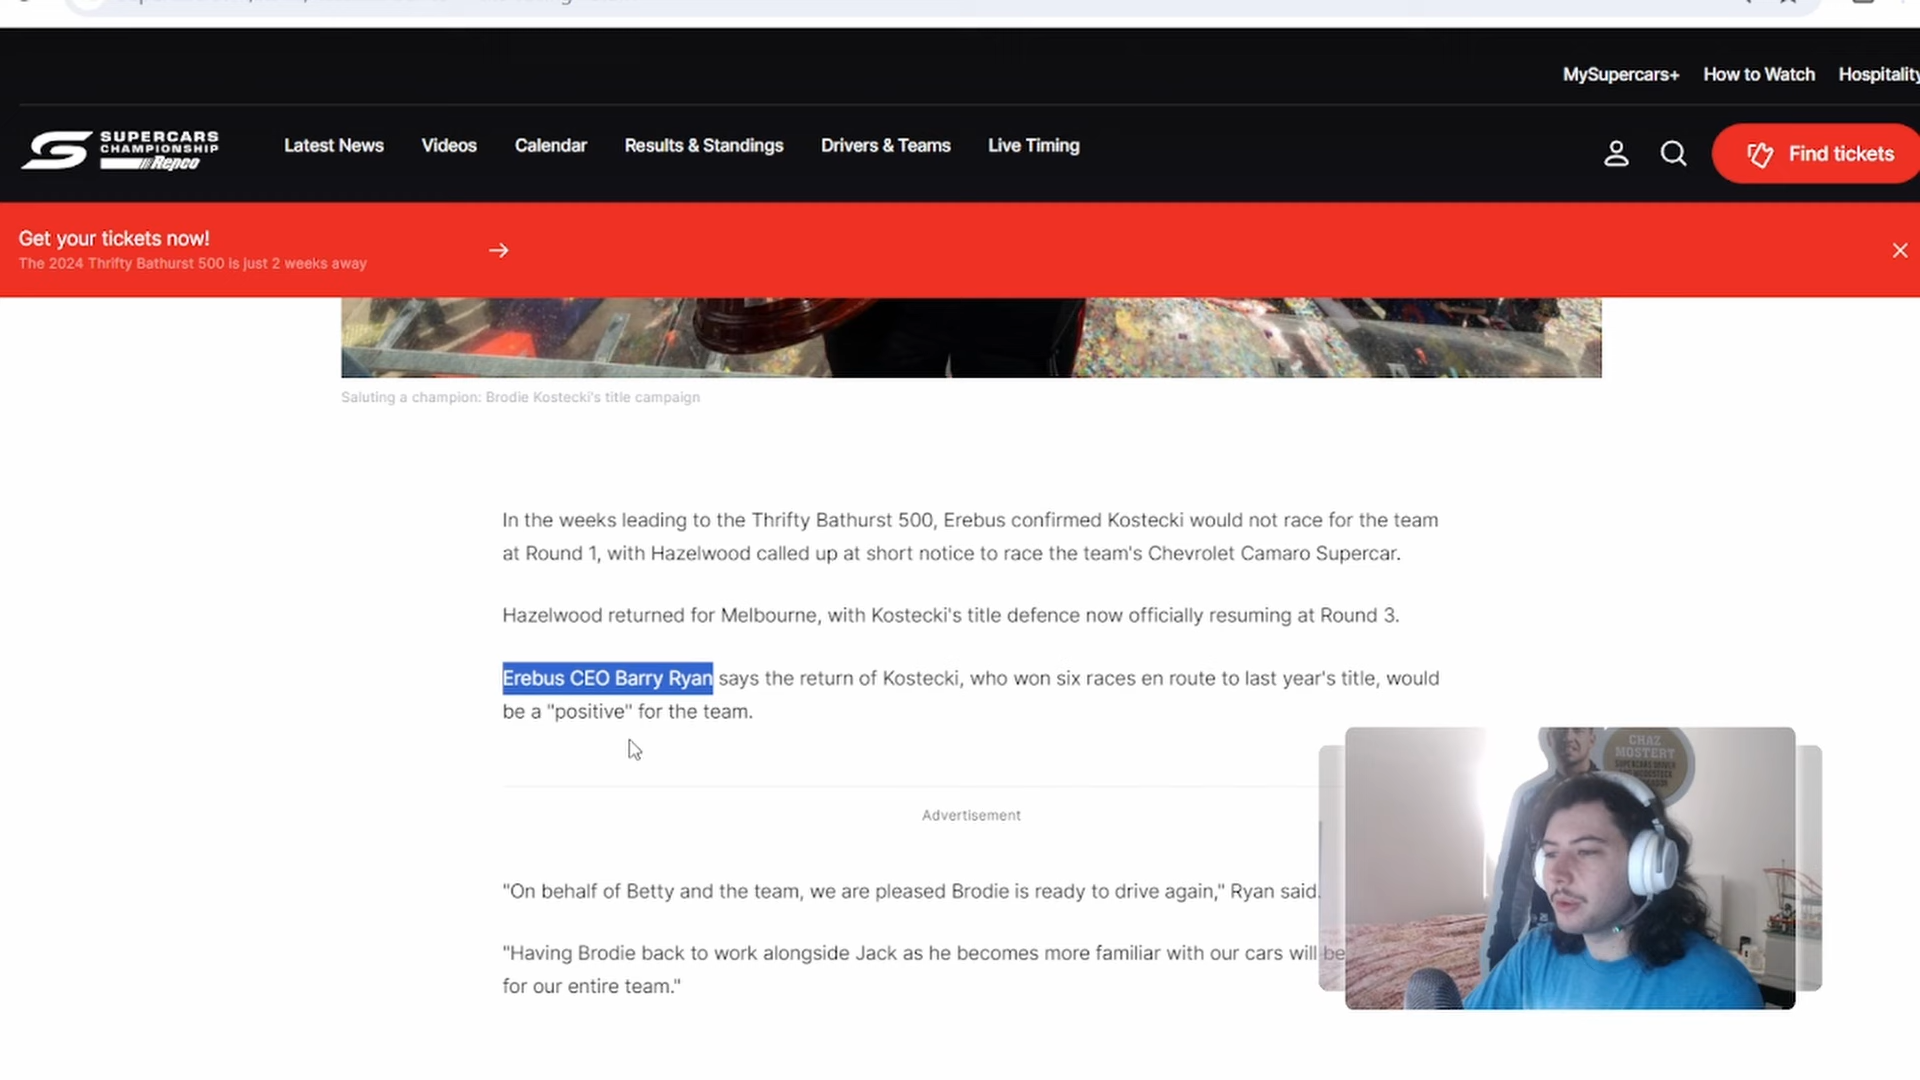 MySupercars+ How to Watch Hospitality
SUPERCARS
CHAMPIONSHIP
Repco
Latest News Videos Calendar Results & Standings Drivers & Teams Live Timing
Find tickets
Get your tickets now!
The 2024 Thrifty Bathurst 500 is just 2 weeks away
Saluting a champion: Brodie Kostecki's title campaign
In the weeks leading to the Thrifty Bathurst 500, Erebus confirmed Kostecki would not race for the team
at Round 1, with Hazelwood called up at short notice to race the team's Chevrolet Camaro Supercar.
Hazelwood returned for Melbourne, with Kostecki's title defence now officially resuming at Round 3.
Erebus CEO Barry Ryan says the return of Kostecki, who won six races en route to last year's title, would
be a "positive" for the team.
Advertisement
"On behalf of Betty and the team, we are pleased Brodie is ready to drive again," Ryan said.
"Having Brodie back to work alongside Jack as he becomes more familiar with our cars will be
for our entire team."
CHAZ
MOSTERT
SUPERCARS DRIVER